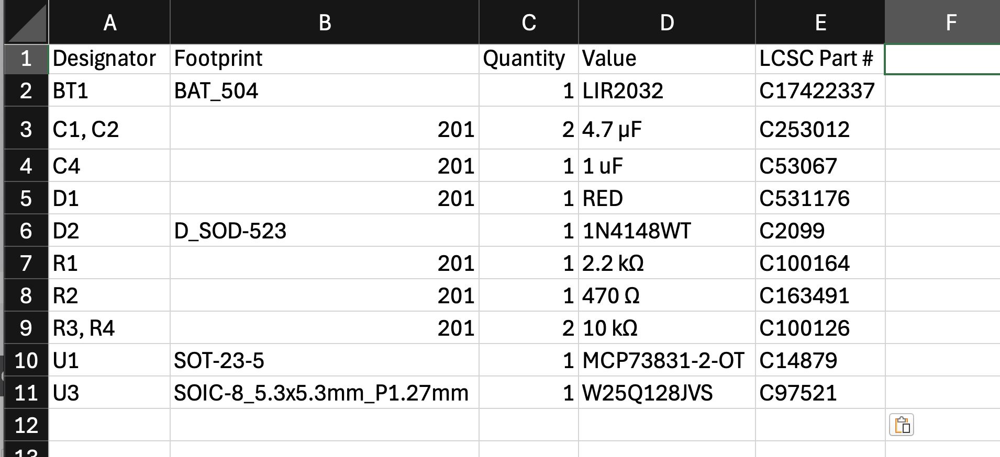 A B C D E F
1 Designator Footprint Quantity Value LCSC Part #
2 BT1 BAT_504 1 LIR2032 C17422337
3 C1, C2 201 2 4.7 µF C253012
4 C4 201 1 1 uF C53067
5 D1 201 1 RED C531176
6 D2 D_SOD-523 1 1N4148WT C2099
7 R1 201 1 2.2 kΩ C100164
8 R2 201 1 470 Ω C163491
9 R3, R4 201 2 10 kΩ C100126
10 U1 SOT-23-5 1 MCP73831-2-OT C14879
11 U3 SOIC-8_5.3x5.3mm_P1.27mm 1 W25Q128JVS C97521
12
13